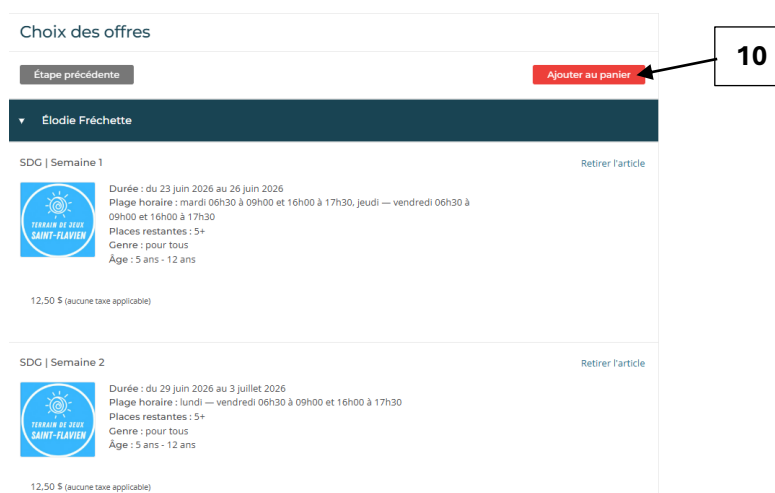 Choix des offres
Étape précédente
Ajouter au panier
10
▼ Élodie Fréchette
SDG | Semaine 1
Retirer l'article
TERRAIN DE JEUX
SAINT-FLAVIEN
Durée : du 23 juin 2026 au 26 juin 2026
Plage horaire : mardi 06h30 à 09h00 et 16h00 à 17h30, jeudi — vendredi 06h30 à
09h00 et 16h00 à 17h30
Places restantes : 5+
Genre : pour tous
Âge : 5 ans - 12 ans
12,50 $ (aucune taxe applicable)
SDG | Semaine 2
Retirer l'article
TERRAIN DE JEUX
SAINT-FLAVIEN
Durée : du 29 juin 2026 au 3 juillet 2026
Plage horaire : lundi — vendredi 06h30 à 09h00 et 16h00 à 17h30
Places restantes : 5+
Genre : pour tous
Âge : 5 ans - 12 ans
12,50 $ (aucune taxe applicable)